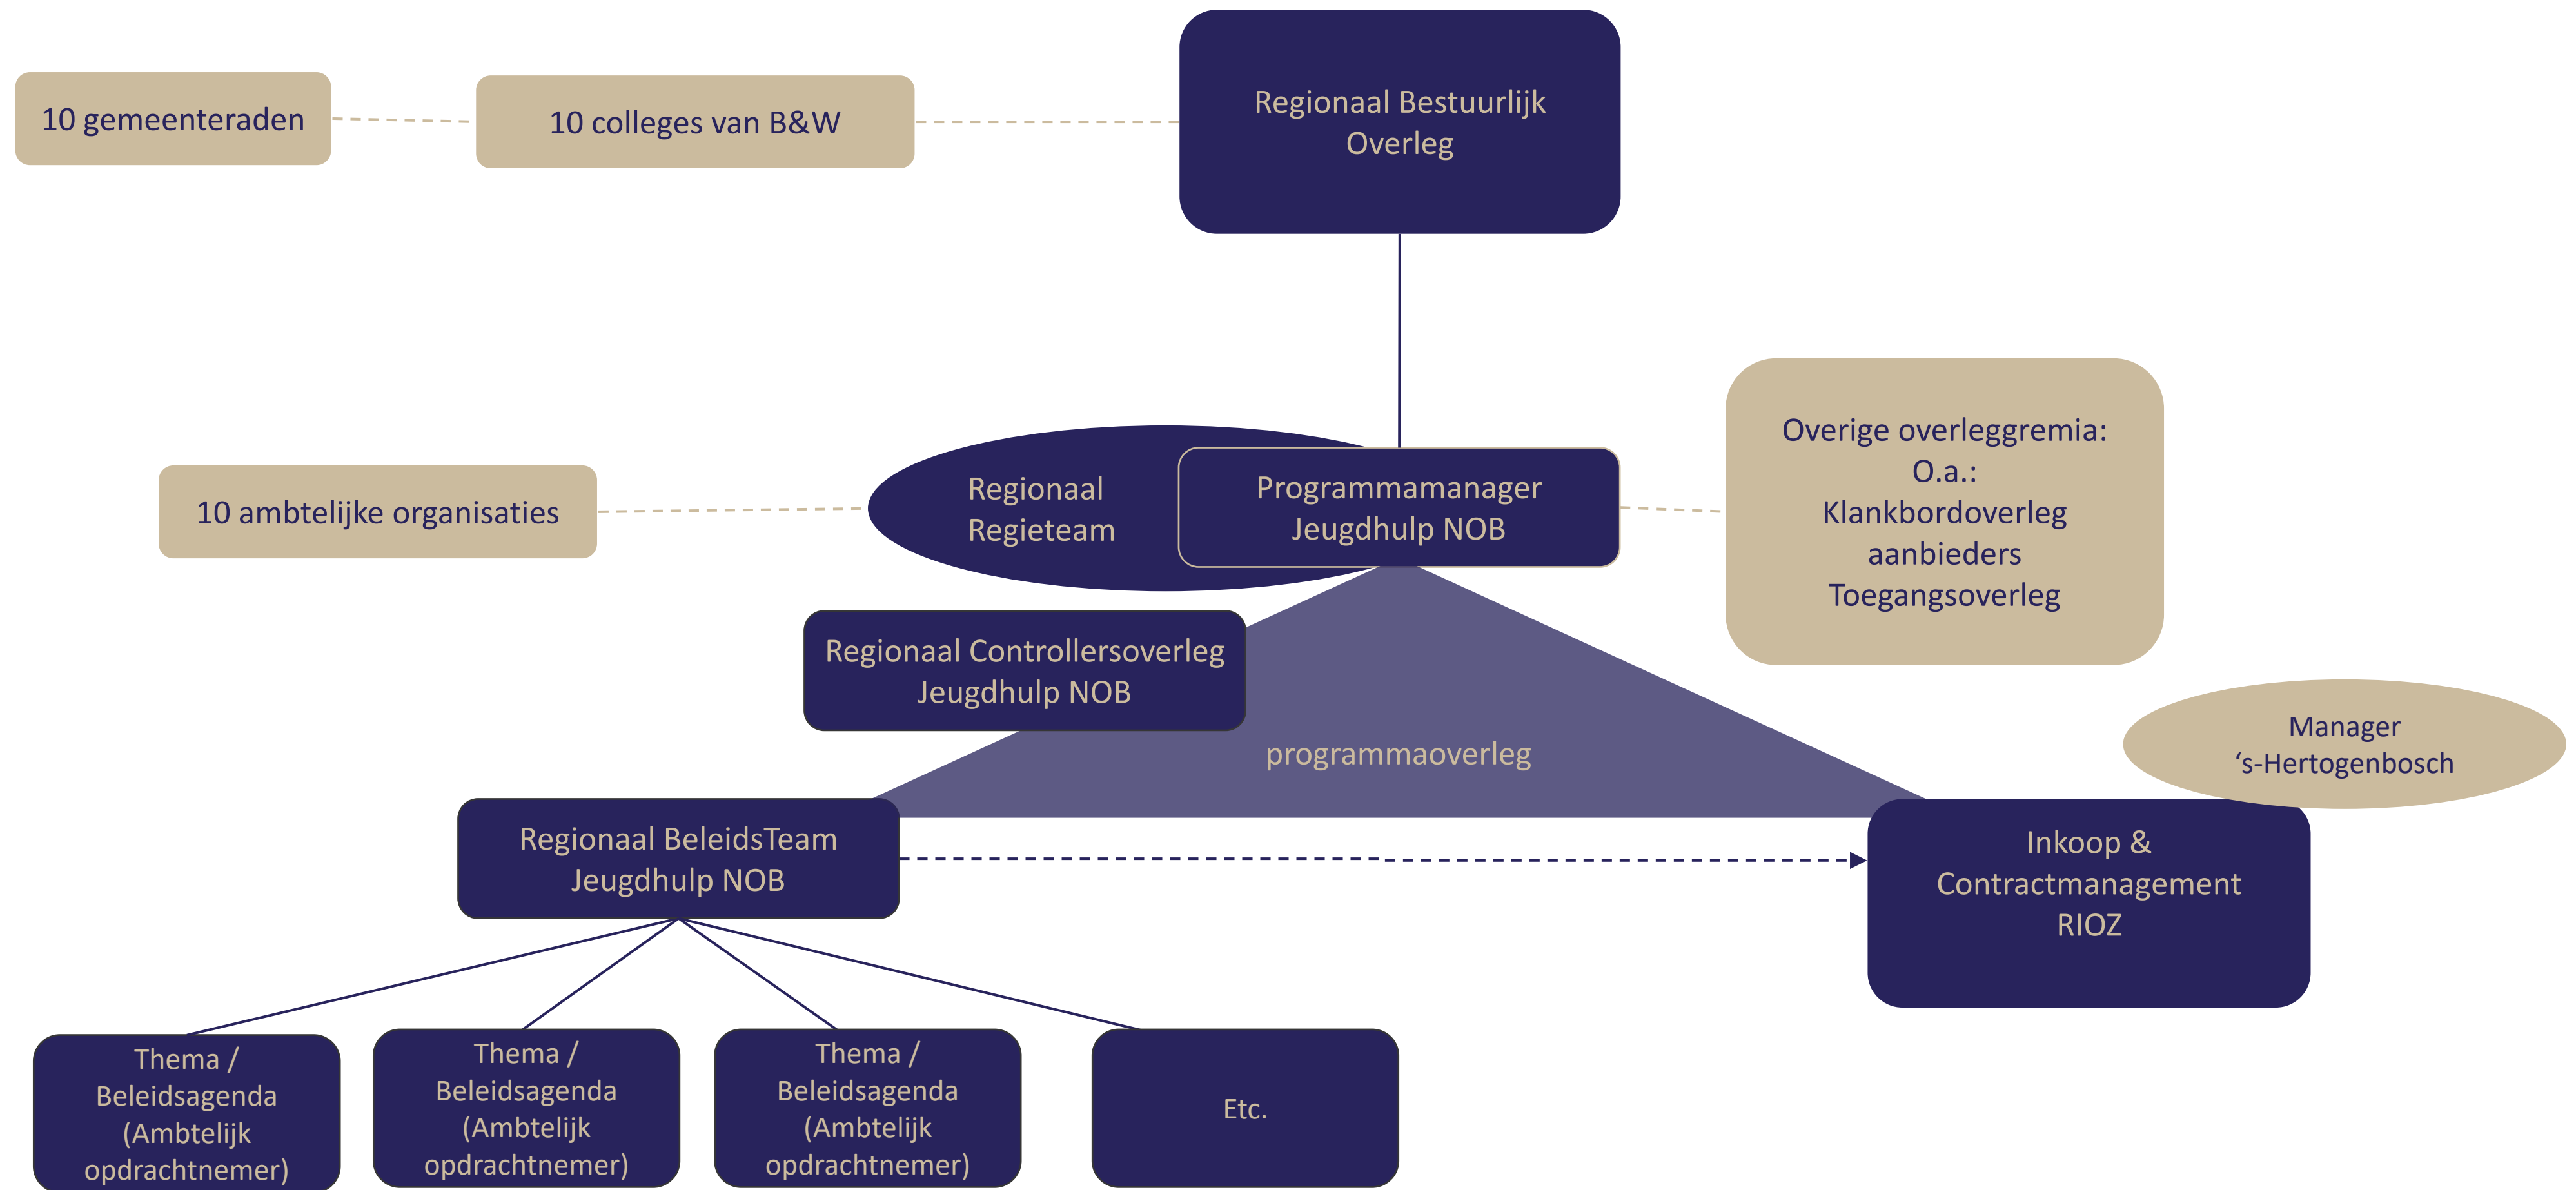 10 gemeenteraden
10 colleges van B&W
Regionaal Bestuurlijk
Overleg
10 ambtelijke organisaties
Regionaal
Regieteam
Programmamanager
Jeugdhulp NOB
Overige overleggremia:
O.a.:
Klankbordoverleg
aanbieders
Toegangsoverleg
Regionaal Controllersoverleg
Jeugdhulp NOB
programmaoverleg
Manager
‘s-Hertogenbosch
Regionaal BeleidsTeam
Jeugdhulp NOB
Inkoop &
Contractmanagement
RIOZ
Thema /
Beleidsagenda
(Ambtelijk
opdrachtnemer)
Thema /
Beleidsagenda
(Ambtelijk
opdrachtnemer)
Thema /
Beleidsagenda
(Ambtelijk
opdrachtnemer)
Etc.